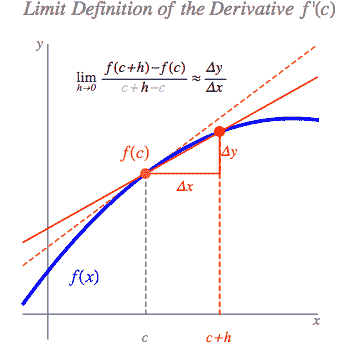 Limit Definition of the Derivative f'(c)
y
lim h→0 f(c+h)−f(c) / c+h−c ≈ Δy / Δx
f(c)
Δy
Δx
f(x)
x
c
c+h